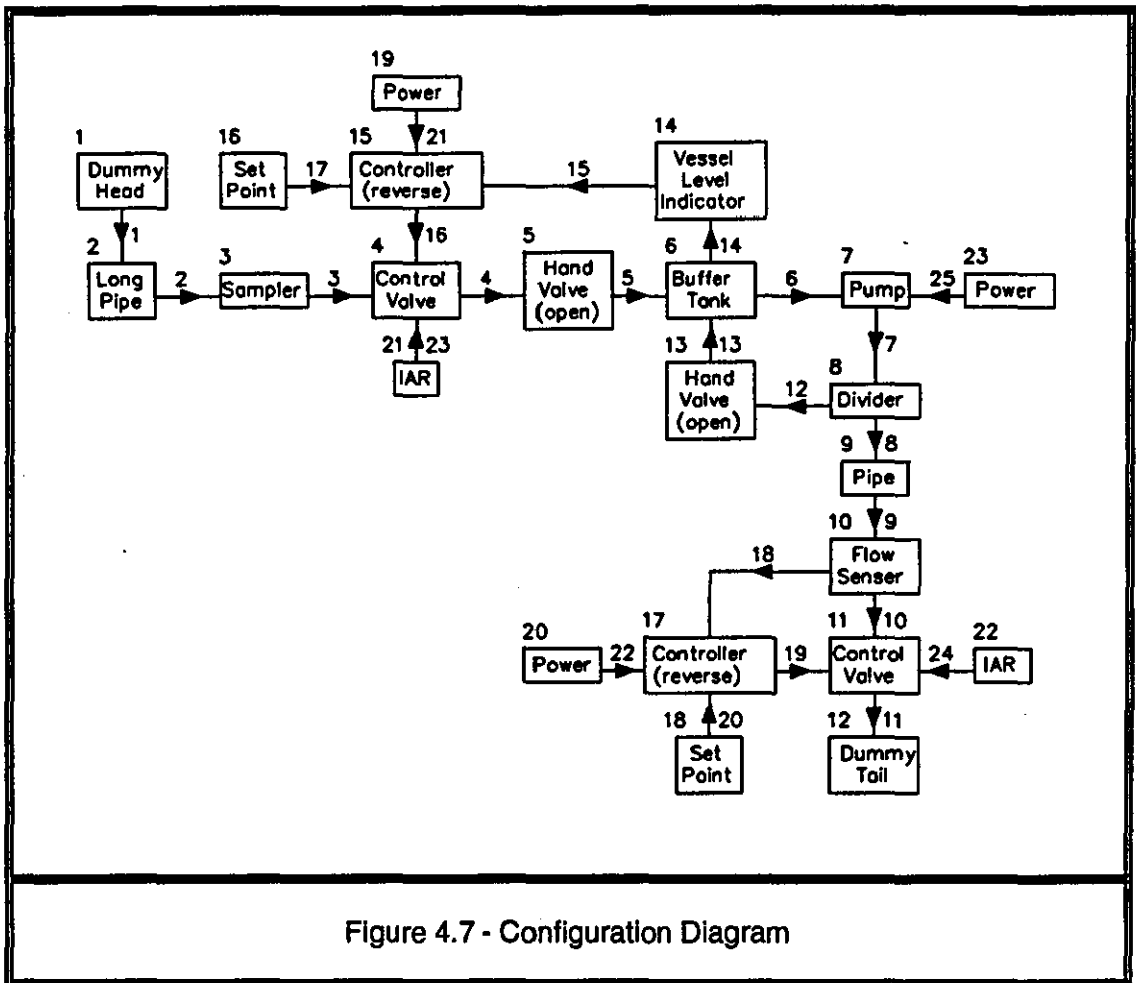 19
Power
1
16
15
21
14
Dummy
Head
Set
Point
17
Controller
(reverse)
15
Vessel
Level
Indicator
1
16
14
2
3
4
5
6
7
23
Long
Pipe
2
Sampler
3
Control
Valve
4
Hand
Valve
(open)
5
Buffer
Tank
6
Pump
25
Power
21
23
13
13
7
IAR
8
Hand
Valve
(open)
12
Divider
9
8
Pipe
10
9
18
Flow
Senser
20
17
11
10
22
Power
22
Controller
(reverse)
19
Control
Valve
24
IAR
18
20
12
11
Set
Point
Dummy
Tail
Figure 4.7 - Configuration Diagram